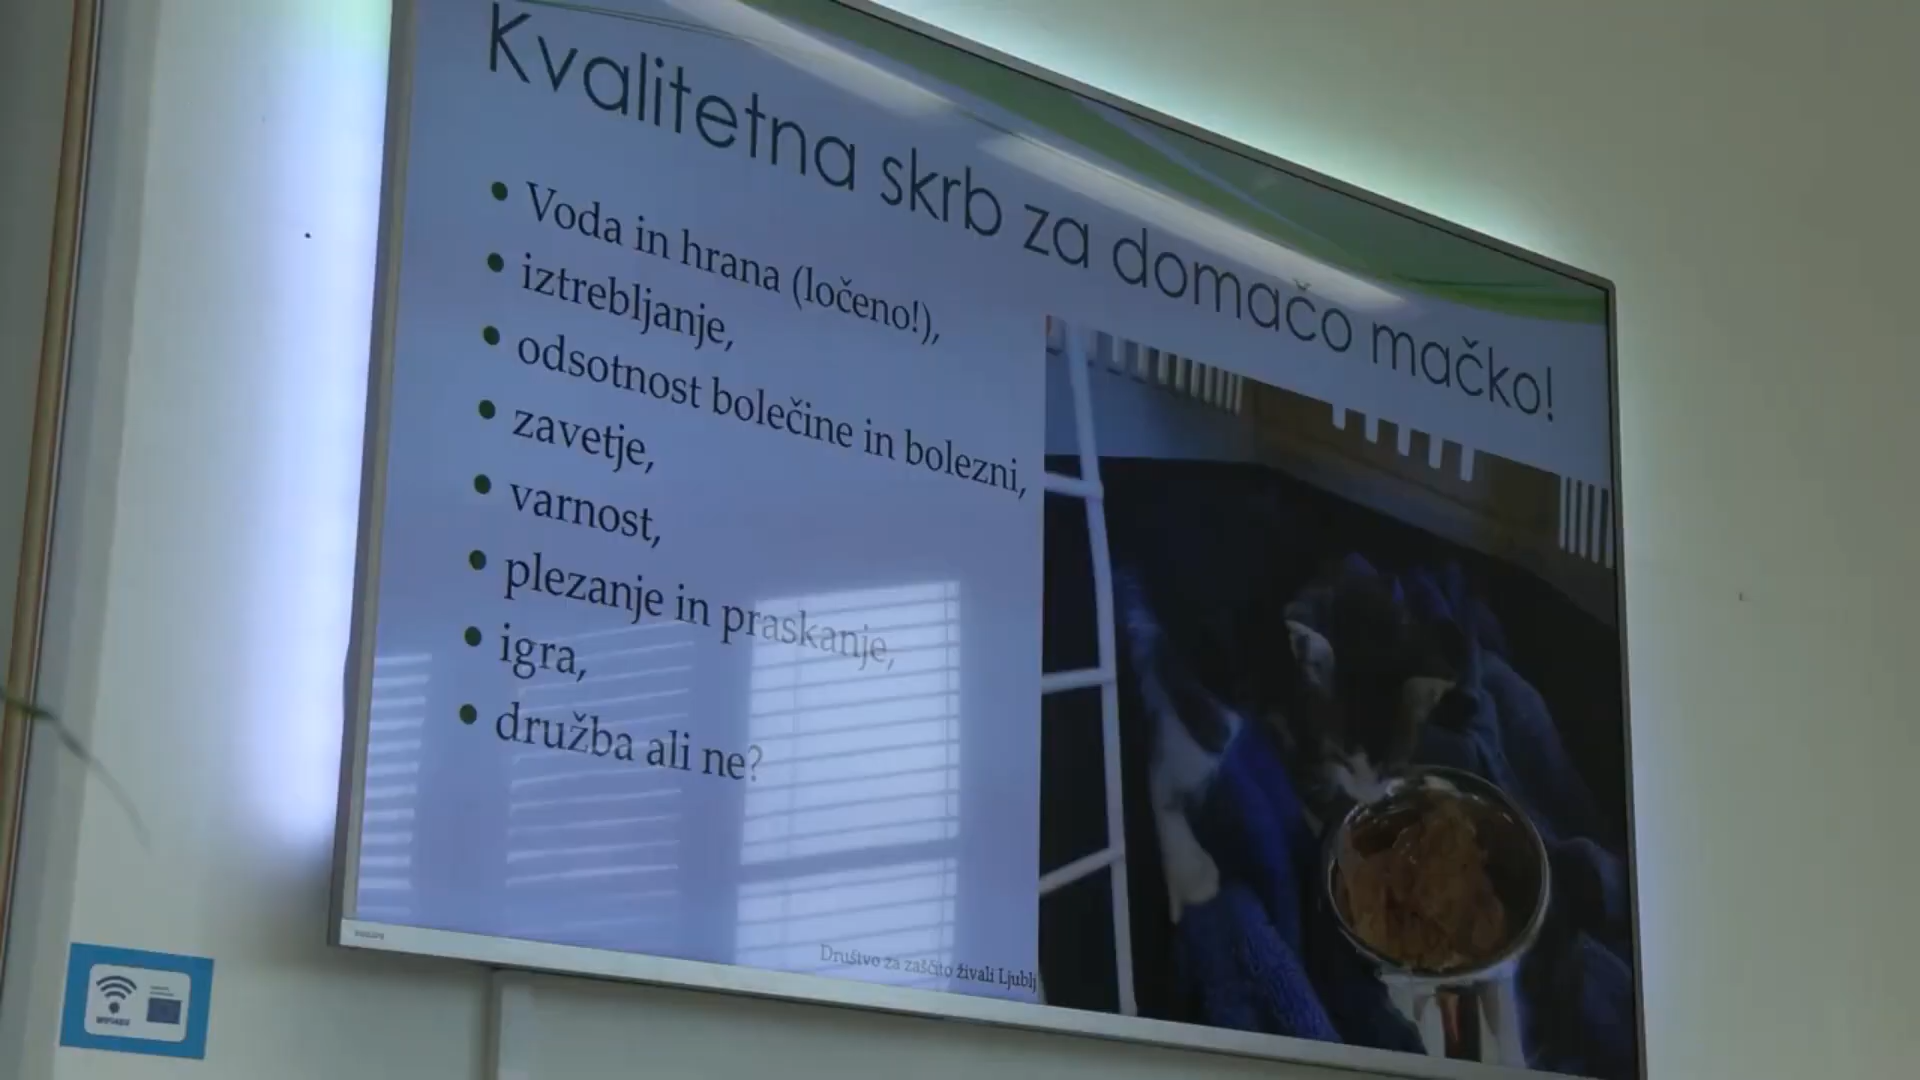 Kvalitetna skrb za domačo mačko!
Voda in hrana (ločeno!),
iztrebljanje,
odsotnost bolečine in bolezni,
zavetje,
varnost,
plezanje in praskanje,
igra,
družba ali ne?
Društvo za zaščito živali Ljublj